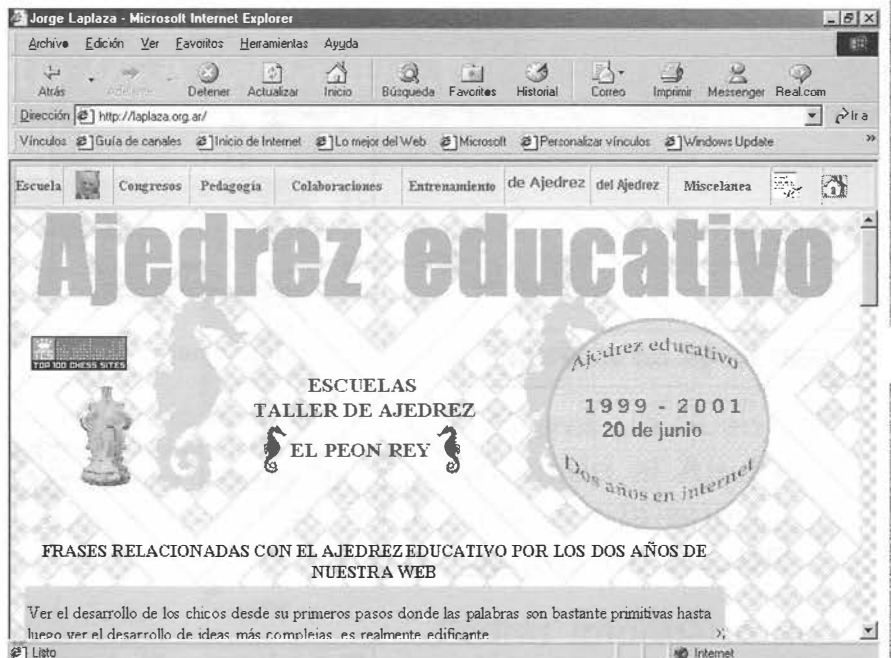 Jorge Laplaza - Microsoft Internet Explorer
Archivo Edición Ver Favoritos Herramientas Ayuda
Atrás Adelante Detener Actualizar Inicio Búsqueda Favoritos Historial Correo Imprimir Messenger Real.com
Dirección http://laplaza.org.ar/ Ir a
Vínculos Guía de canales Inicio de Internet Lo mejor del Web Microsoft Personalizar vínculos Windows Update »
Escuela Congresos Pedagogía Colaboraciones Entrenamiento de Ajedrez del Ajedrez Miscelanea
Ajedrez educativo
TOP 100 CHESS SITES
ESCUELAS
TALLER DE AJEDREZ
EL PEON REY
Ajedrez educativo
1999 - 2001
20 de junio
Dos años en internet
FRASES RELACIONADAS CON EL AJEDREZ EDUCATIVO POR LOS DOS AÑOS DE
NUESTRA WEB
Ver el desarrollo de los chicos desde su primeros pasos donde las palabras son bastante primitivas hasta
luego ver el desarrollo de ideas más complejas, es realmente edificante
Listo Internet